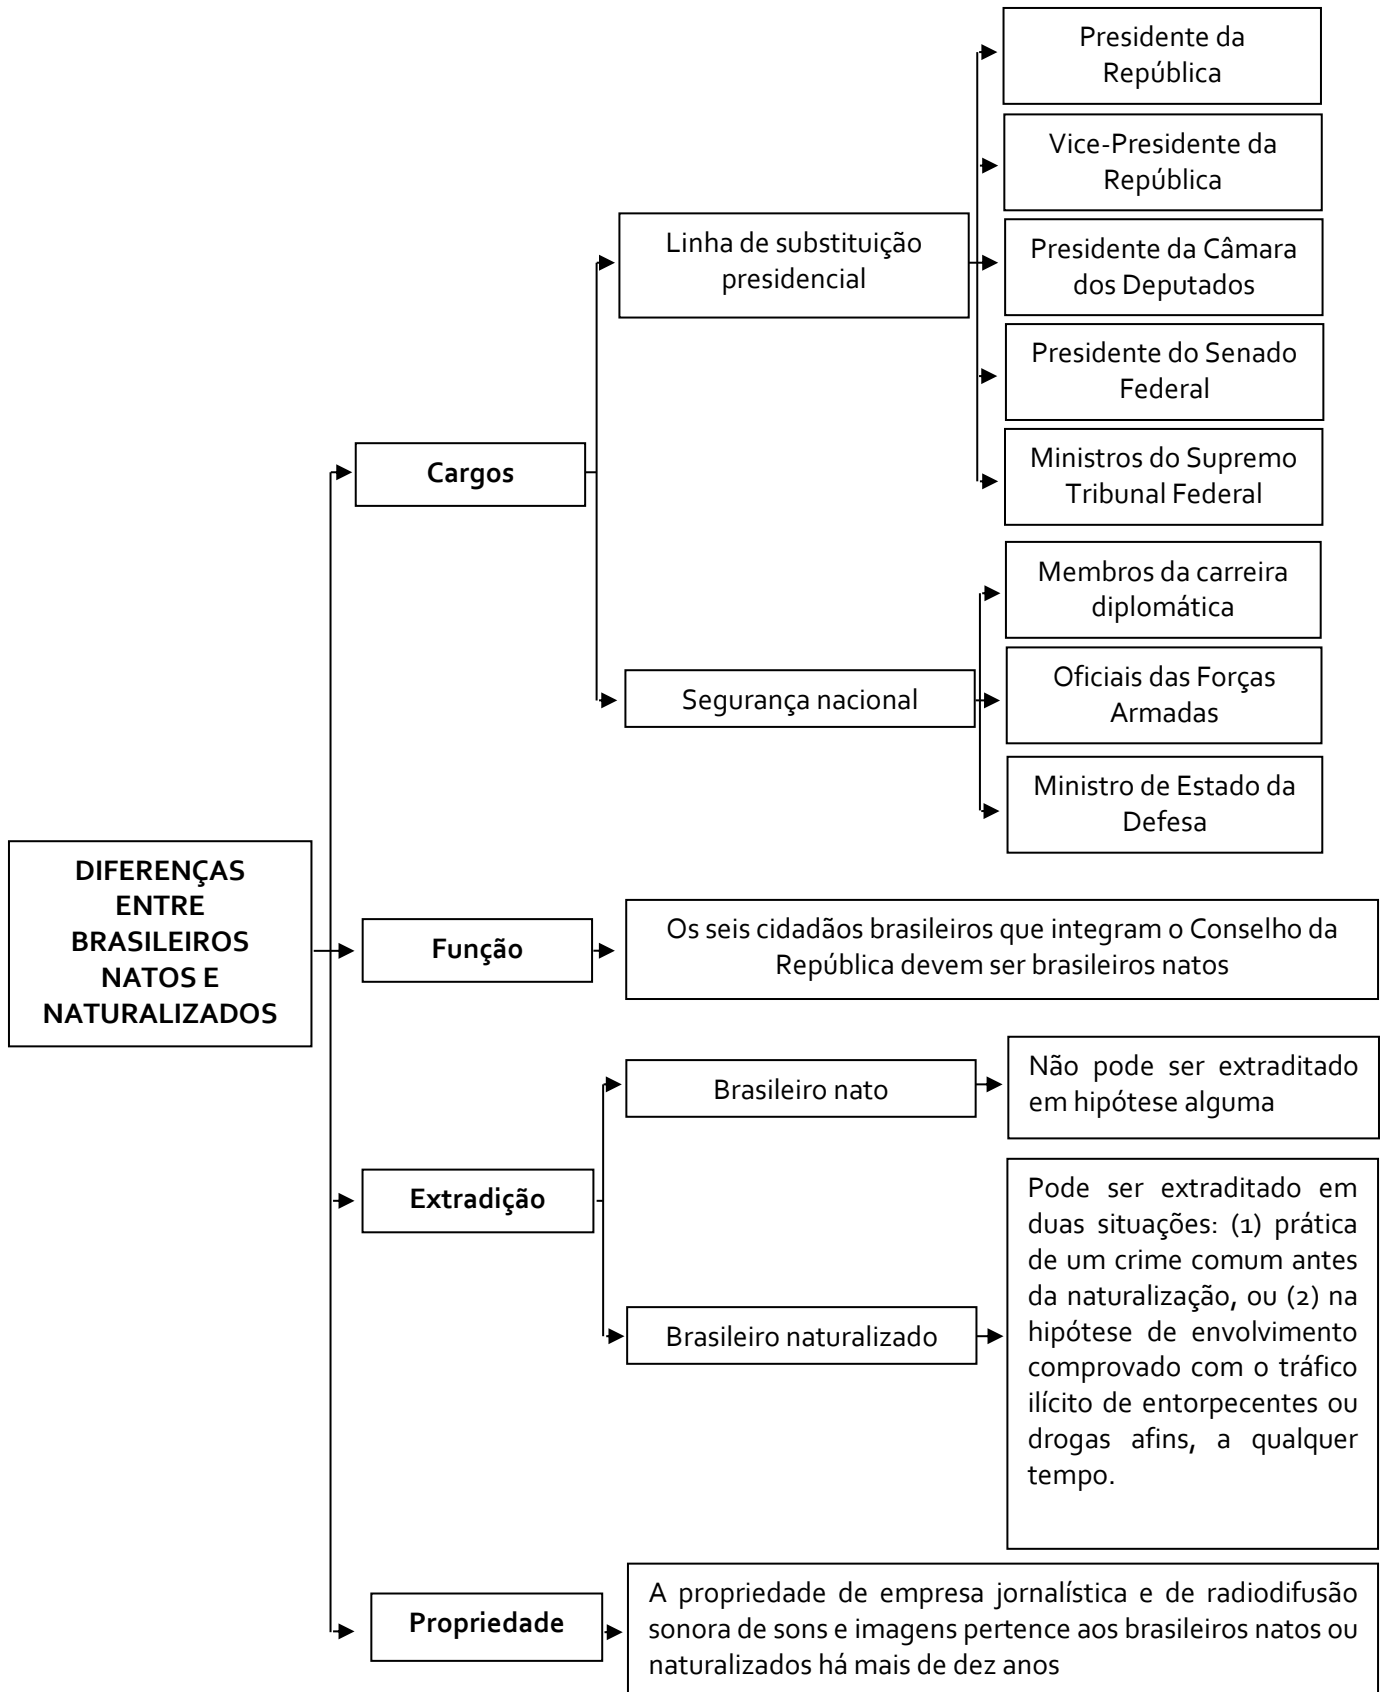 DIFERENÇAS
ENTRE
BRASILEIROS
NATOS E
NATURALIZADOS
Cargos
Linha de substituição
presidencial
Presidente da
República
Vice-Presidente da
República
Presidente da Câmara
dos Deputados
Presidente do Senado
Federal
Ministros do Supremo
Tribunal Federal
Segurança nacional
Membros da carreira
diplomática
Oficiais das Forças
Armadas
Ministro de Estado da
Defesa
Função
Os seis cidadãos brasileiros que integram o Conselho da
República devem ser brasileiros natos
Extradição
Brasileiro nato
Não pode ser extraditado
em hipótese alguma
Brasileiro naturalizado
Pode ser extraditado em
duas situações: (1) prática
de um crime comum antes
da naturalização, ou (2) na
hipótese de envolvimento
comprovado com o tráfico
ilícito de entorpecentes ou
drogas afins, a qualquer
tempo.
Propriedade
A propriedade de empresa jornalística e de radiodifusão
sonora de sons e imagens pertence aos brasileiros natos ou
naturalizados há mais de dez anos